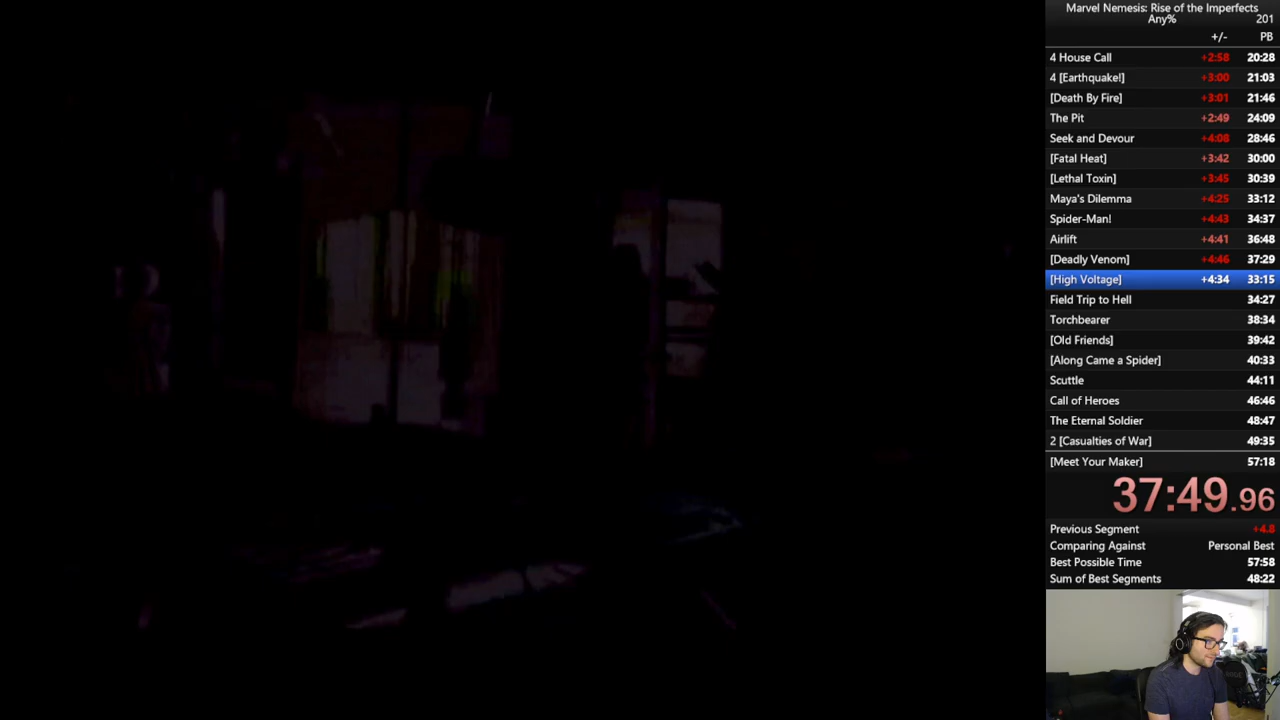 Marvel Nemesis: Rise of the Imperfects
Any% 201
+/- PB
4 House Call +2:58 20:28
4 [Earthquake!] +3:00 21:03
[Death By Fire] +3:01 21:46
The Pit +2:49 24:09
Seek and Devour +4:08 28:46
[Fatal Heat] +3:42 30:00
[Lethal Toxin] +3:45 30:39
Maya's Dilemma +4:25 33:12
Spider-Man! +4:43 34:37
Airlift +4:41 36:48
[Deadly Venom] +4:46 37:29
[High Voltage] +4:34 33:15
Field Trip to Hell 34:27
Torchbearer 38:34
[Old Friends] 39:42
[Along Came a Spider] 40:33
Scuttle 44:11
Call of Heroes 46:46
The Eternal Soldier 48:47
2 [Casualties of War] 49:35
[Meet Your Maker] 57:18
37:49.96
Previous Segment +4.8
Comparing Against Personal Best
Best Possible Time 57:58
Sum of Best Segments 48:22